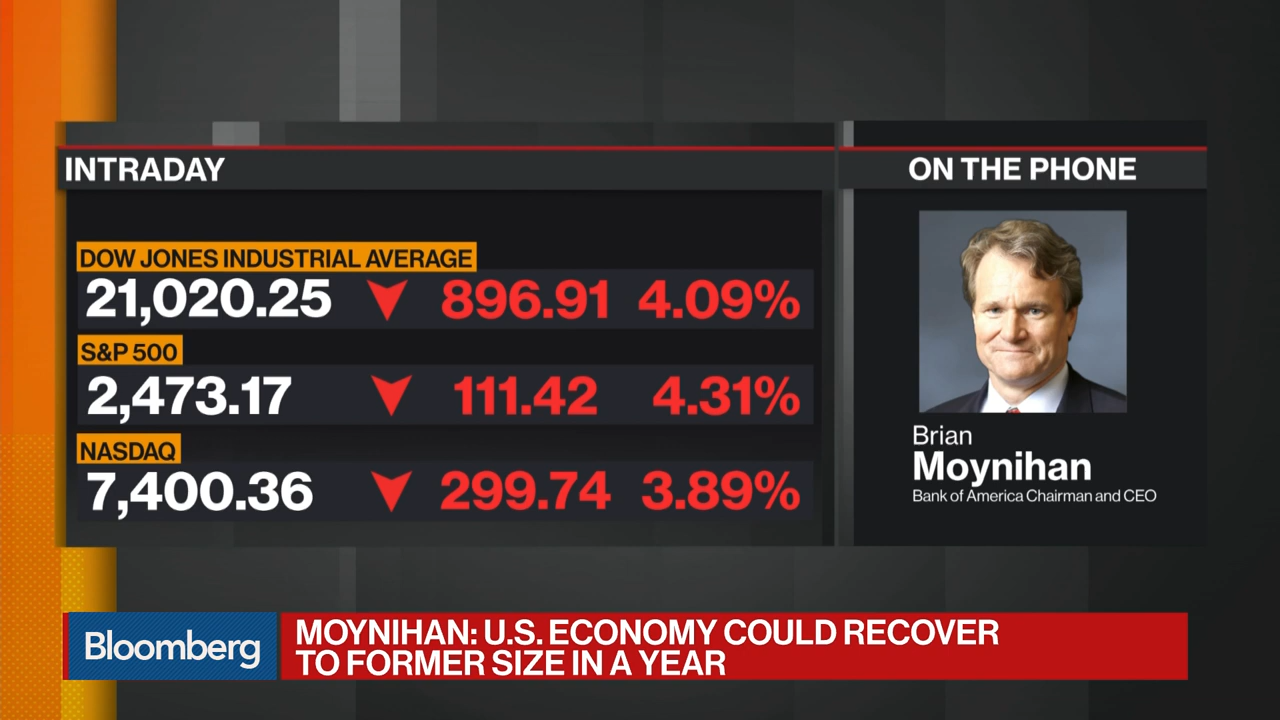 INTRADAY
ON THE PHONE
DOW JONES INDUSTRIAL AVERAGE
21,020.25 ▼ 896.91 4.09%
S&P 500
2,473.17 ▼ 111.42 4.31%
NASDAQ
7,400.36 ▼ 299.74 3.89%
Brian
Moynihan
Bank of America Chairman and CEO
Bloomberg
MOYNIHAN: U.S. ECONOMY COULD RECOVER
TO FORMER SIZE IN A YEAR